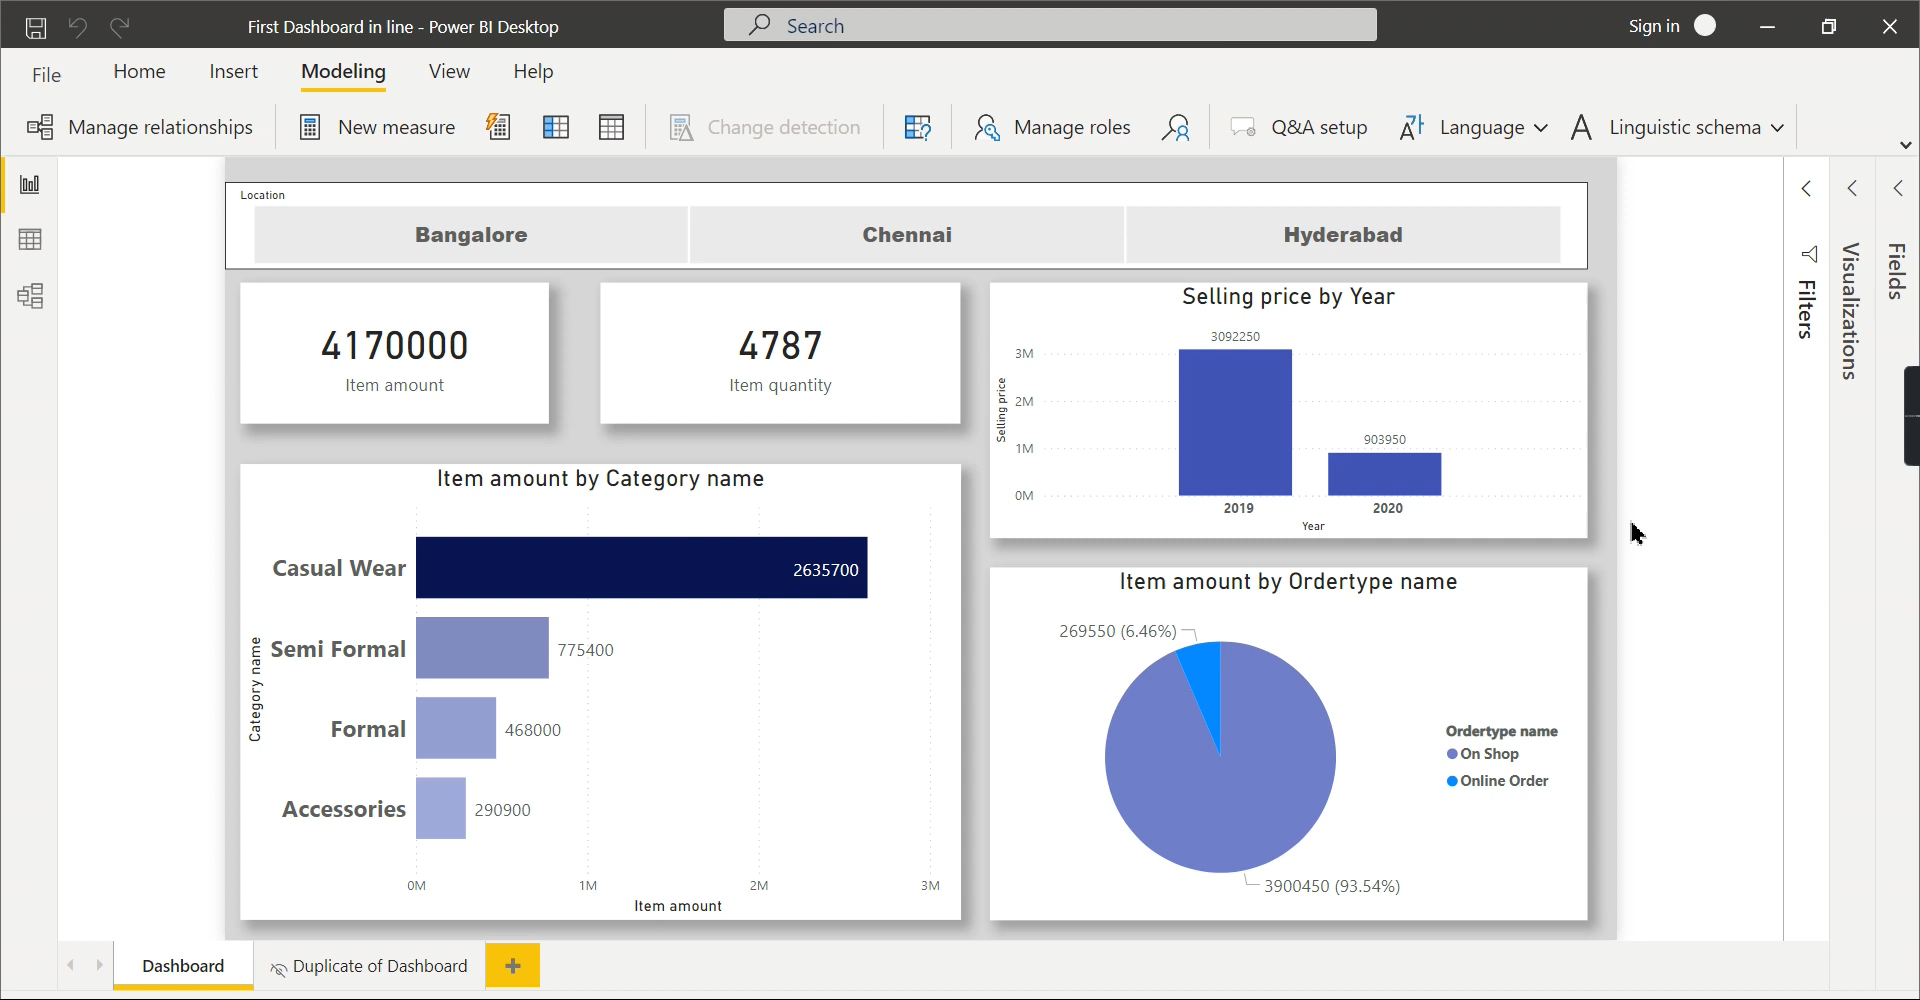 First Dashboard in line - Power BI Desktop
Search
Sign in
File
Home
Insert
Modeling
View
Help
Manage relationships
New measure
Change detection
Manage roles
Q&A setup
Language
Linguistic schema
Location
Bangalore
Chennai
Hyderabad
4170000
Item amount
4787
Item quantity
Selling price by Year
3092250
903950
3M
2M
1M
0M
Selling price
2019
2020
Year
Item amount by Category name
Category name
Casual Wear
2635700
Semi Formal
775400
Formal
468000
Accessories
290900
0M
1M
2M
3M
Item amount
Item amount by Ordertype name
269550 (6.46%)
3900450 (93.54%)
Ordertype name
On Shop
Online Order
Filters
Visualizations
Fields
Dashboard
Duplicate of Dashboard